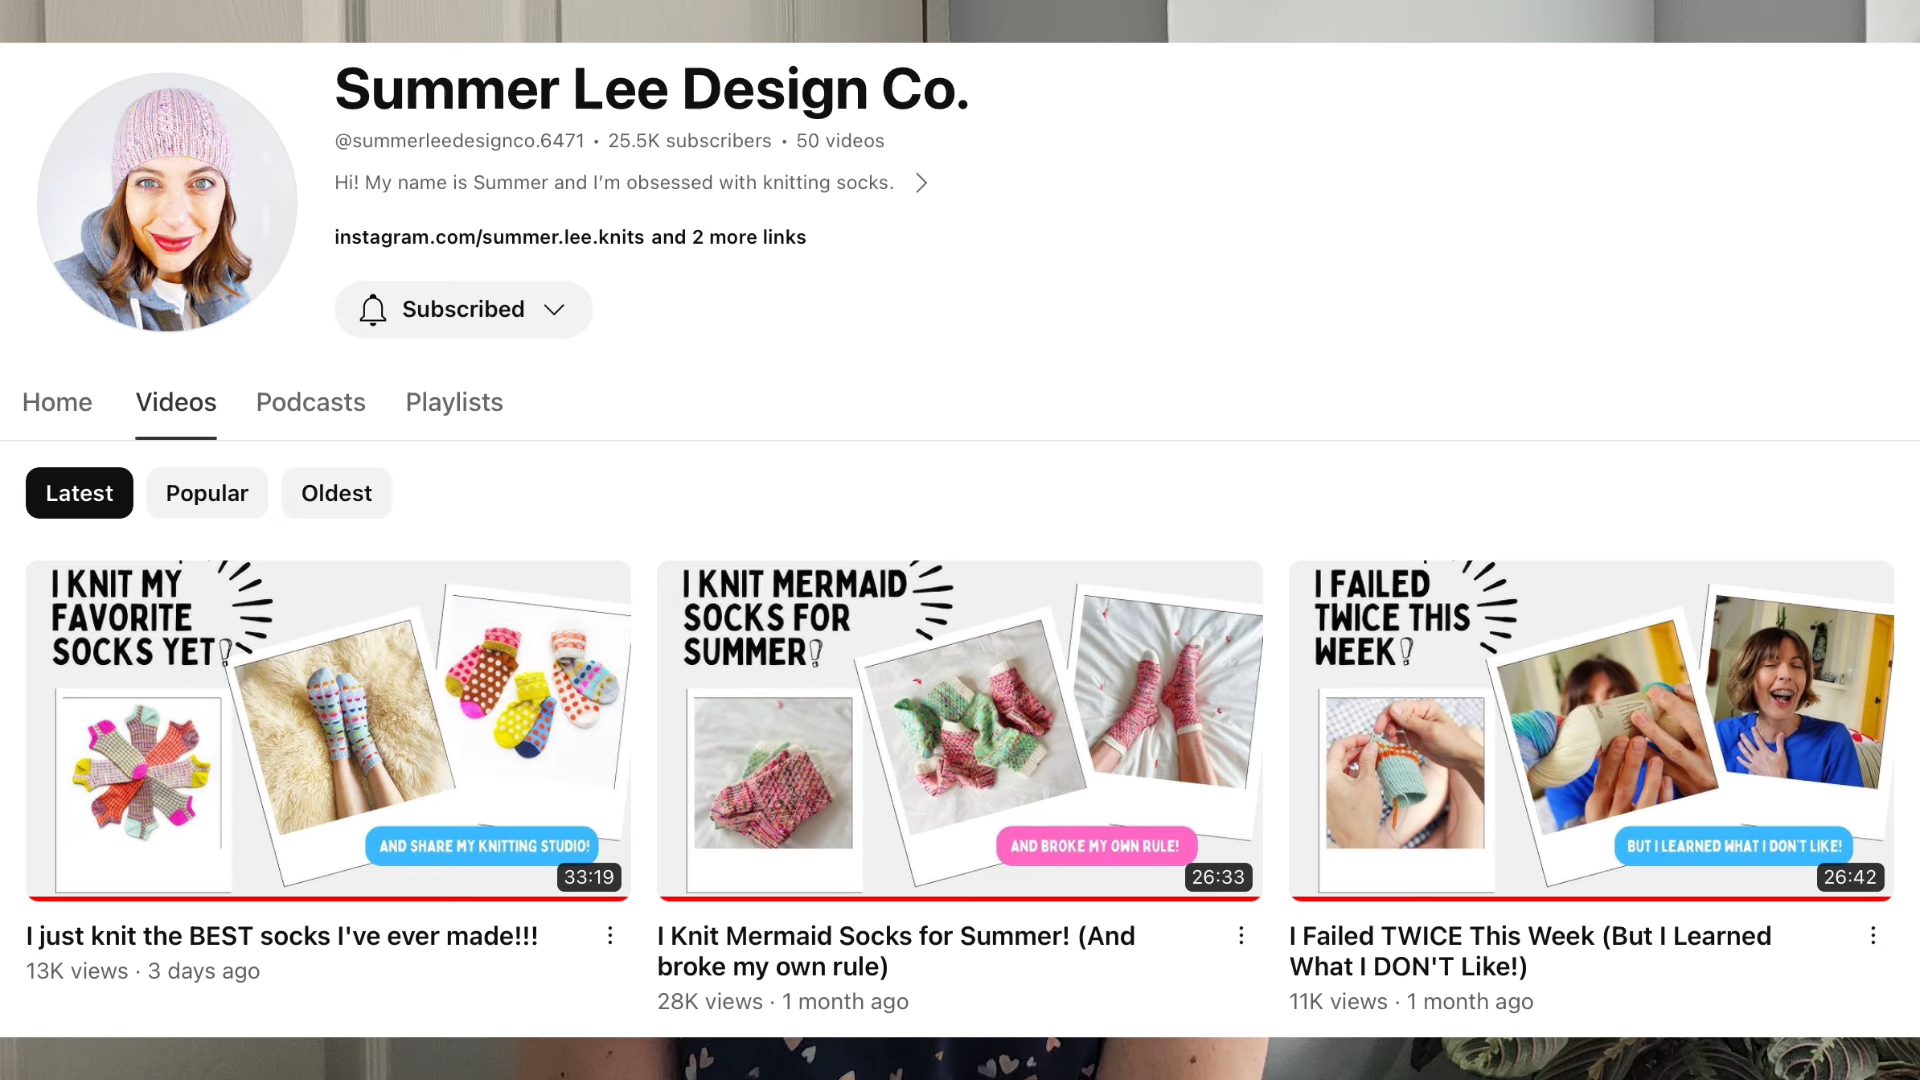 Summer Lee Design Co.
@summerleedesignco.6471 • 25.5K subscribers • 50 videos
Hi! My name is Summer and I'm obsessed with knitting socks.
instagram.com/summer.lee.knits and 2 more links
Subscribed
Home Videos Podcasts Playlists
Latest Popular Oldest
I KNIT MY
FAVORITE
SOCKS YET!
AND SHARE MY KNITTING STUDIO!
33:19
I KNIT MERMAID
SOCKS FOR
SUMMER!
AND BROKE MY OWN RULE!
26:33
I FAILED
TWICE THIS
WEEK!
BUT I LEARNED WHAT I DON'T LIKE!
26:42
I just knit the BEST socks I've ever made!!!
13K views · 3 days ago
I Knit Mermaid Socks for Summer! (And
broke my own rule)
28K views · 1 month ago
I Failed TWICE This Week (But I Learned
What I DON'T Like!)
11K views · 1 month ago